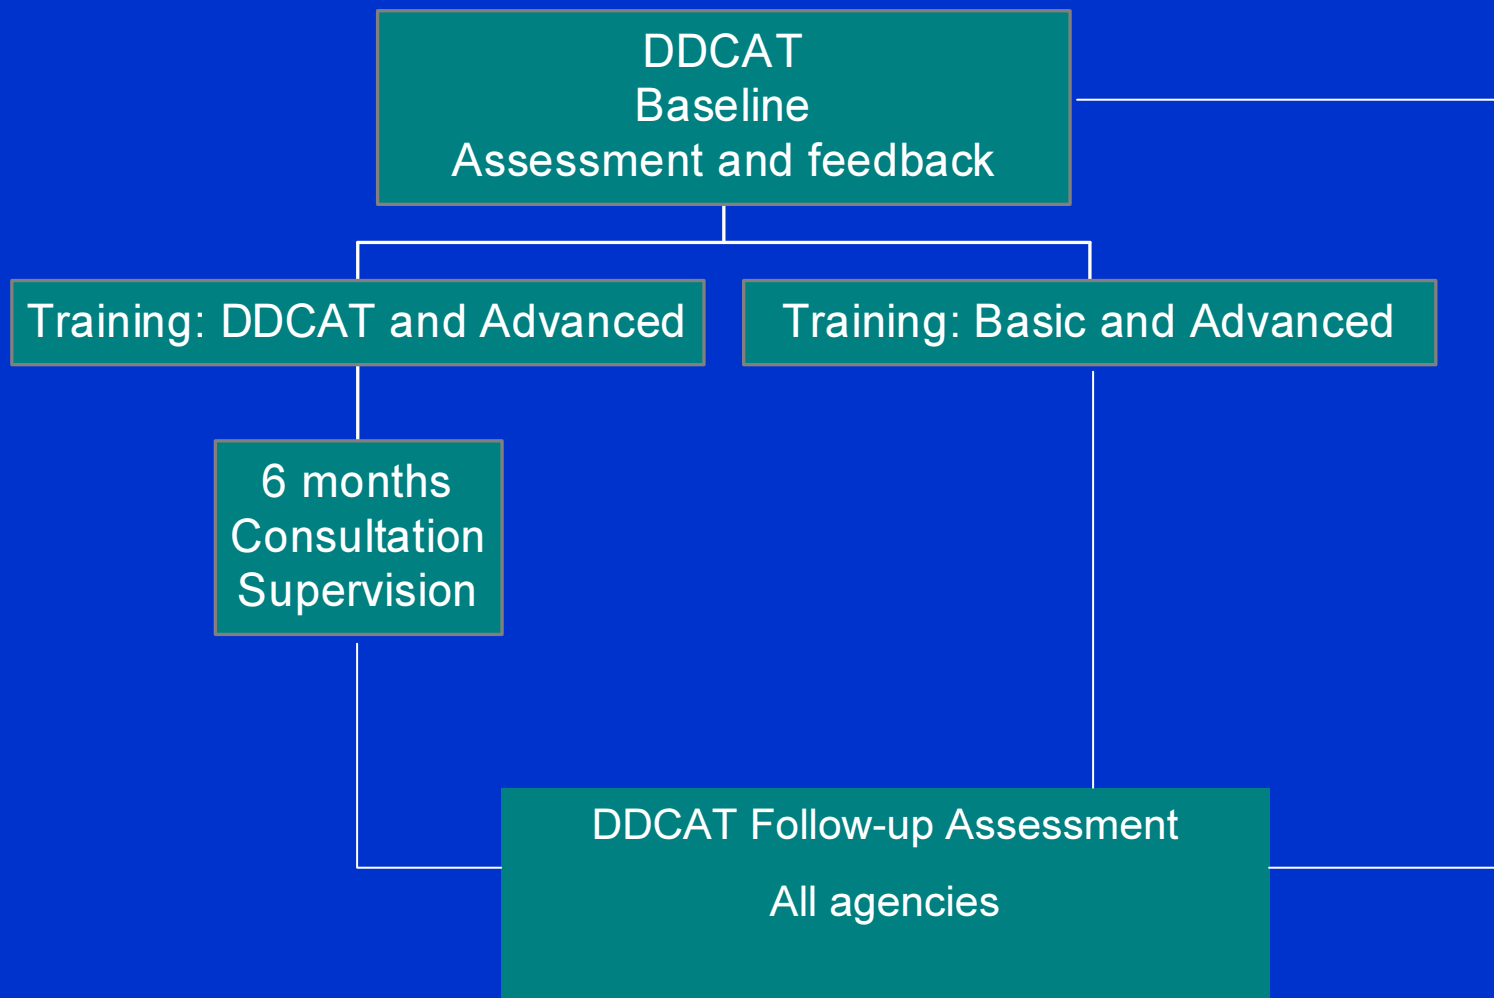 DDCAT
Baseline
Assessment and feedback
Training: DDCAT and Advanced
Training: Basic and Advanced
6 months
Consultation
Supervision
DDCAT Follow-up Assessment
All agencies